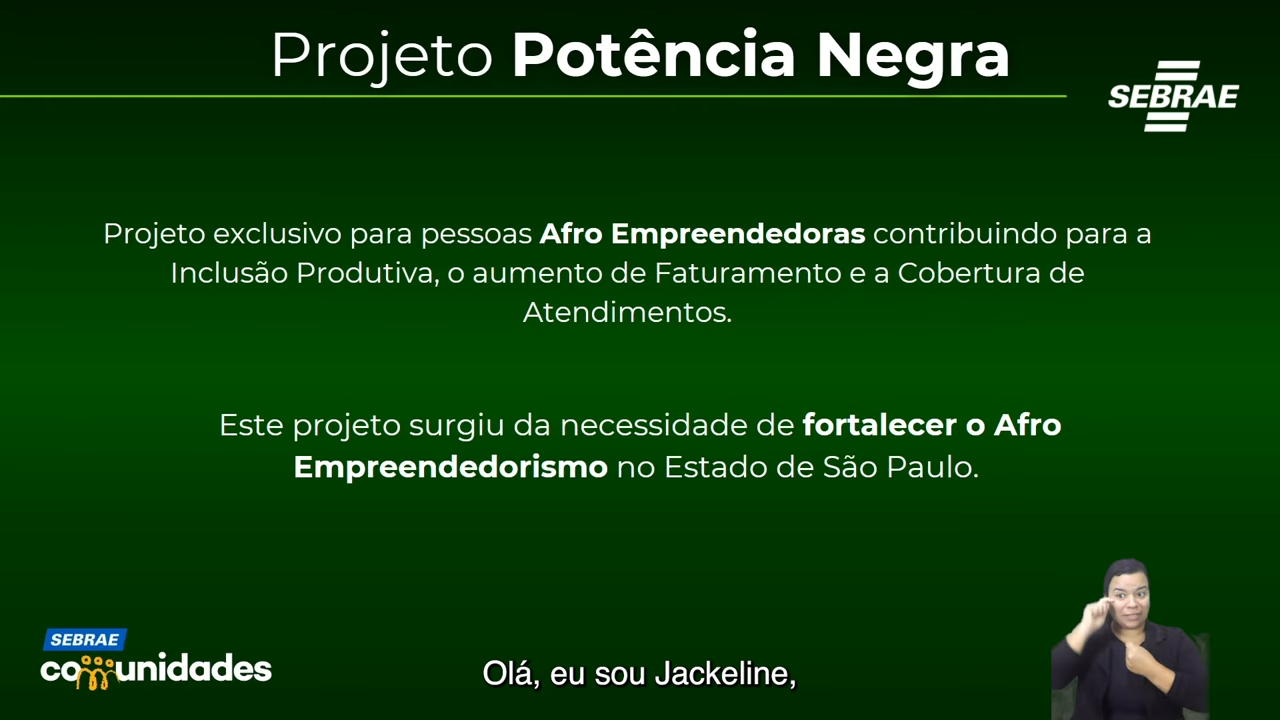 Projeto Potência Negra
SEBRAE
Projeto exclusivo para pessoas Afro Empreendedoras contribuindo para a
Inclusão Produtiva, o aumento de Faturamento e a Cobertura de
Atendimentos.
Este projeto surgiu da necessidade de fortalecer o Afro
Empreendedorismo no Estado de São Paulo.
SEBRAE
comunidades
Olá, eu sou Jackeline,